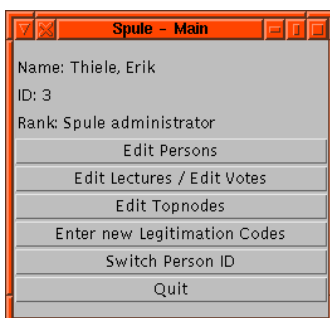 Spule - Main
Name: Thiele, Erik
ID: 3
Rank: Spule administrator
Edit Persons
Edit Lectures / Edit Votes
Edit Topnodes
Enter new Legitimation Codes
Switch Person ID
Quit